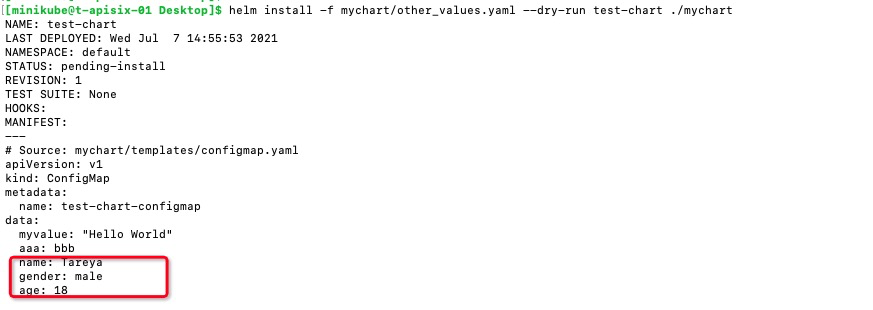 [[minikube@t-apisix-01 Desktop]$ helm install -f mychart/other_values.yaml --dry-run test-chart ./mychart
NAME: test-chart
LAST DEPLOYED: Wed Jul  7 14:55:53 2021
NAMESPACE: default
STATUS: pending-install
REVISION: 1
TEST SUITE: None
HOOKS:
MANIFEST:
---
# Source: mychart/templates/configmap.yaml
apiVersion: v1
kind: ConfigMap
metadata:
  name: test-chart-configmap
data:
  myvalue: "Hello World"
  aaa: bbb
  name: Tareya
  gender: male
  age: 18